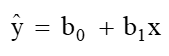 ŷ = b₀ + b₁x